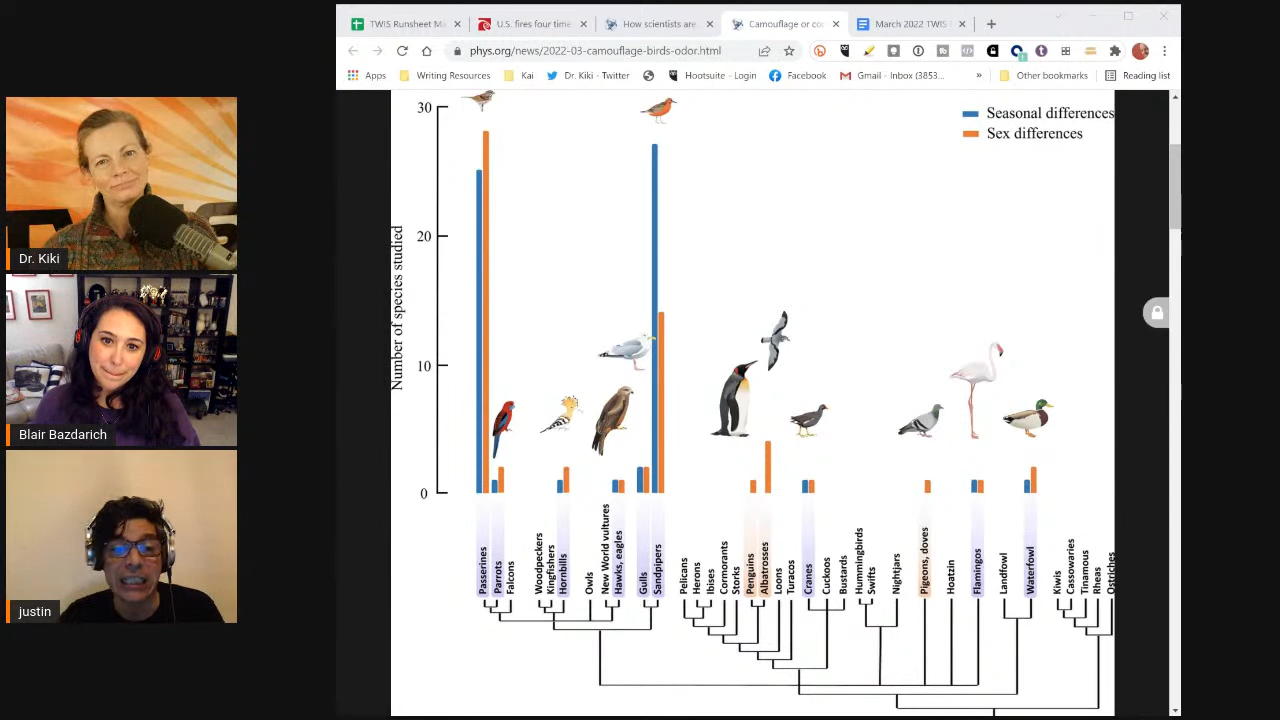 TWIS Runsheet Ma
U.S. fires four time
How scientists are
Camouflage or co
March 2022 TWIS
phys.org/news/2022-03-camouflage-birds-odor.html
Apps
Writing Resources
Kai
Dr. Kiki - Twitter
Hootsuite - Login
Facebook
Gmail - Inbox (3853...
»
Other bookmarks
Reading list
30
20
10
0
Number of species studied
Seasonal differences
Sex differences
Passerines
Parrots
Falcons
Woodpeckers
Kingfishers
Hornbills
Owls
New World vultures
Hawks, eagles
Gulls
Sandpipers
Pelicans
Herons
Ibises
Cormorants
Storks
Penguins
Albatrosses
Loons
Turacos
Cranes
Cuckoos
Bustards
Hummingbirds
Swifts
Nightjars
Pigeons, doves
Hoatzin
Flamingos
Landfowl
Waterfowl
Kiwis
Cassowaries
Tinamous
Rheas
Ostriches
Dr. Kiki
Blair Bazdarich
justin